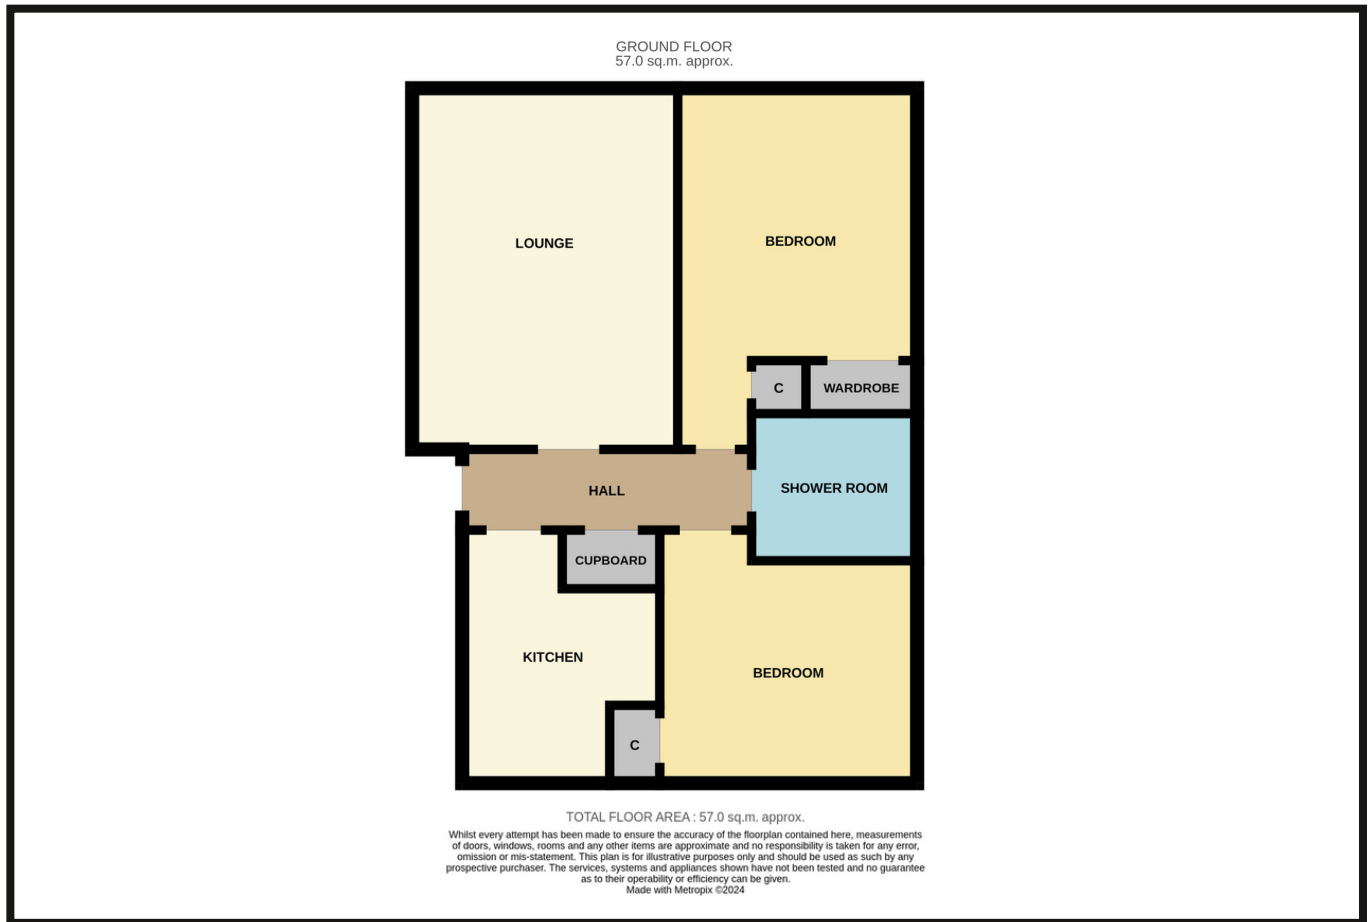 GROUND FLOOR
57.0 sq.m. approx.
LOUNGE
BEDROOM
C
WARDROBE
SHOWER ROOM
HALL
CUPBOARD
KITCHEN
BEDROOM
C
TOTAL FLOOR AREA : 57.0 sq.m. approx.
Whilst every attempt has been made to ensure the accuracy of the floorplan contained here, measurements
of doors, windows, rooms and any other items are approximate and no responsibility is taken for any error,
omission or mis-statement. This plan is for illustrative purposes only and should be used as such by any
prospective purchaser. The services, systems and appliances shown have not been tested and no guarantee
as to their operability or efficiency can be given.
Made with Metropix ©2024